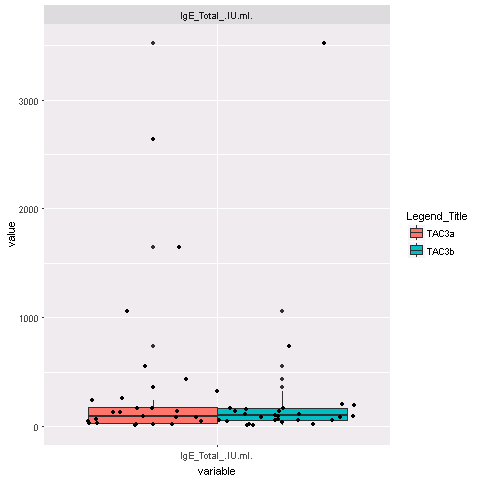 IgE_Total_.IU.ml.
3000
2000
1000
0
value
IgE_Total_.IU.ml.
variable
Legend_Title
TAC3a
TAC3b